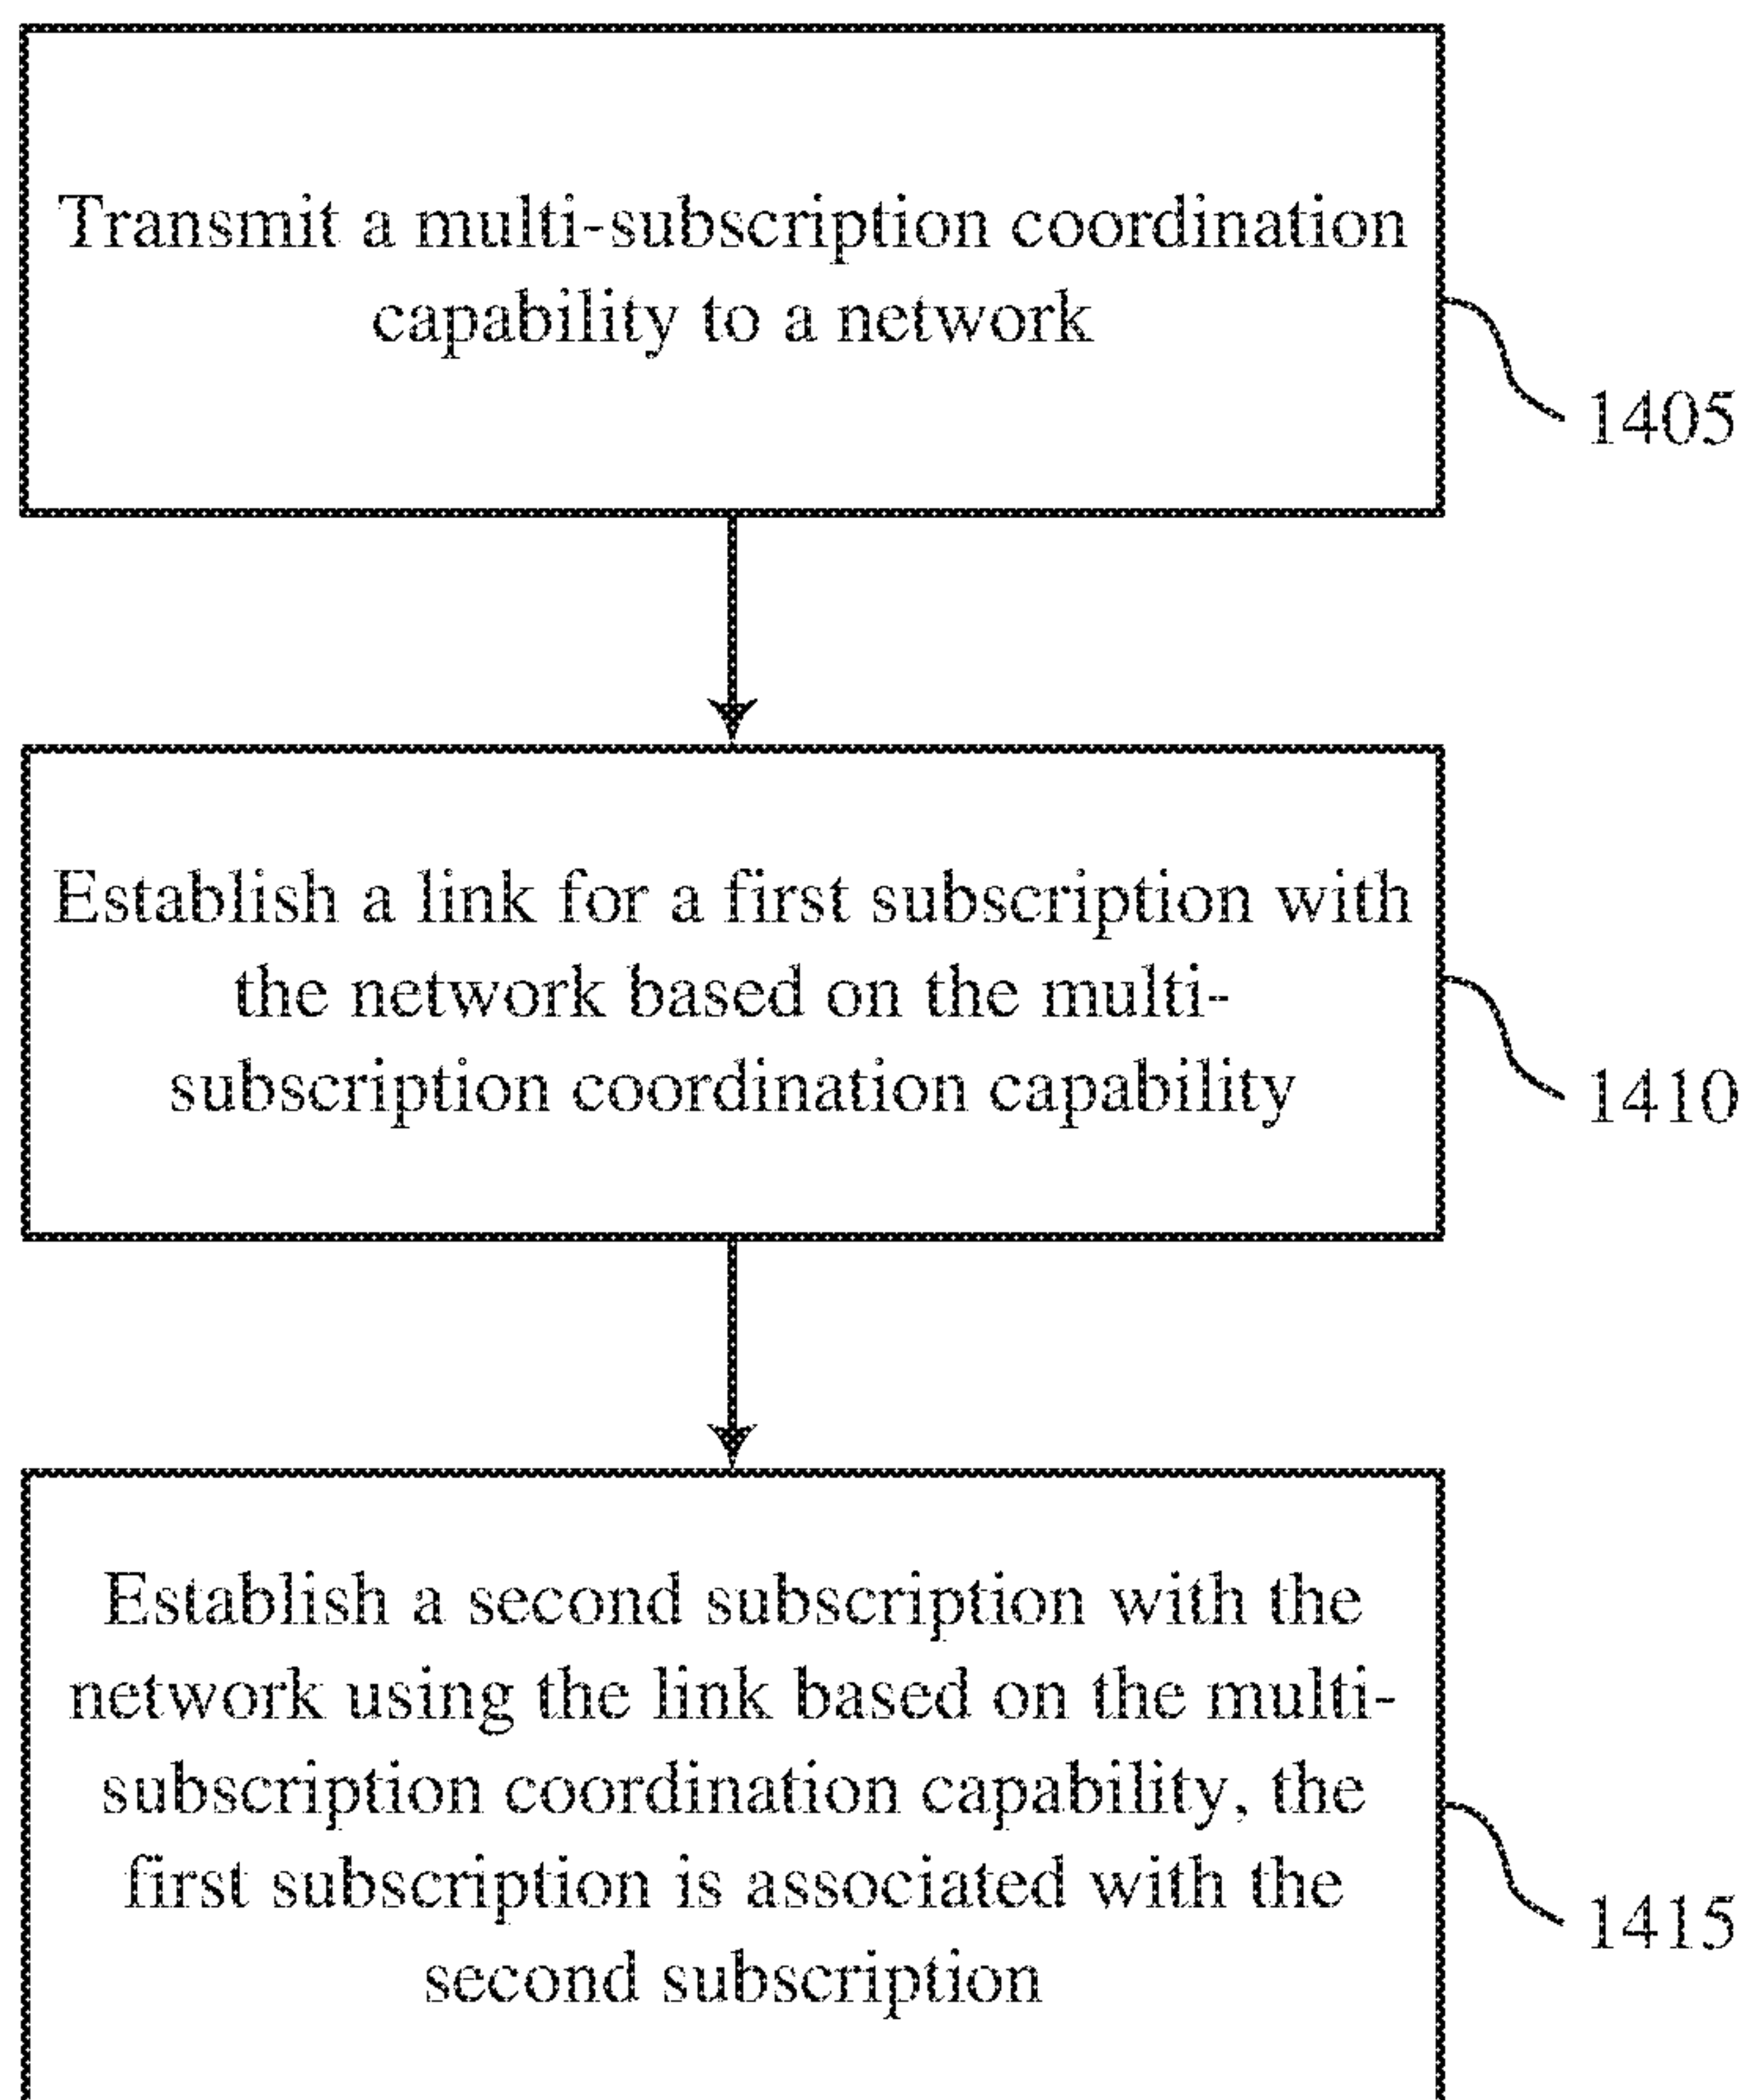 Transmit a multi-subscription coordination
capability to a network
1405
Establish a link for a first subscription with
the network based on the multi-
subscription coordination capability
1410
Establish a second subscription with the
network using the link based on the multi-
subscription coordination capability, the
first subscription is associated with the
second subscription
1415